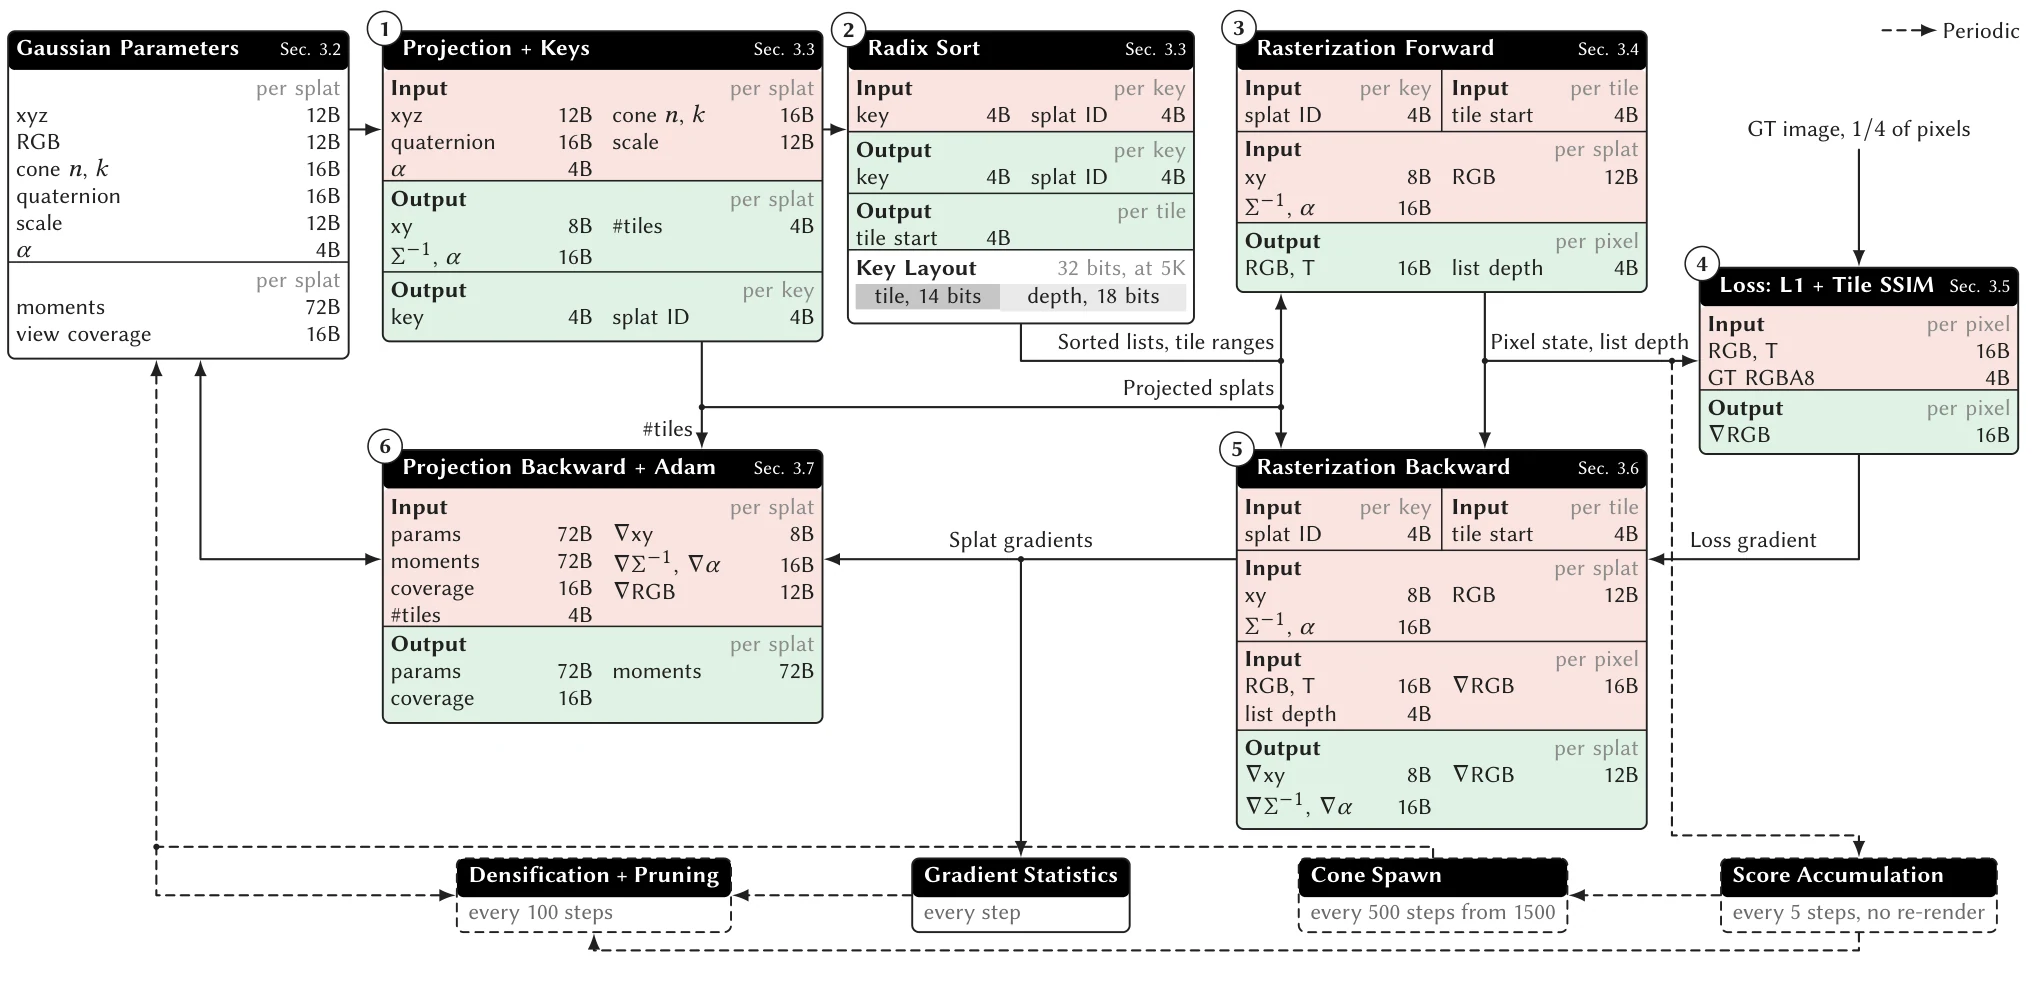 Periodic
Gaussian Parameters Sec. 3.2
per splat
xyz 12B
RGB 12B
cone n, k 16B
quaternion 16B
scale 12B
α 4B
per splat
moments 72B
view coverage 16B
1
Projection + Keys Sec. 3.3
Input per splat
xyz 12B cone n, k 16B
quaternion 16B scale 12B
α 4B
Output per splat
xy 8B #tiles 4B
Σ⁻¹, α 16B
Output per key
key 4B splat ID 4B
2
Radix Sort Sec. 3.3
Input per key
key 4B splat ID 4B
Output per key
key 4B splat ID 4B
Output per tile
tile start 4B
Key Layout 32 bits, at 5K
tile, 14 bits depth, 18 bits
3
Rasterization Forward Sec. 3.4
Input per key Input per tile
splat ID 4B tile start 4B
Input per splat
xy 8B RGB 12B
Σ⁻¹, α 16B
Output per pixel
RGB, T 16B list depth 4B
GT image, 1/4 of pixels
4
Loss: L1 + Tile SSIM Sec. 3.5
Input per pixel
RGB, T 16B
GT RGBA8 4B
Output per pixel
∇RGB 16B
Sorted lists, tile ranges
Pixel state, list depth
Projected splats
#tiles
6
Projection Backward + Adam Sec. 3.7
Input per splat
params 72B ∇xy 8B
moments 72B ∇Σ⁻¹, ∇α 16B
coverage 16B ∇RGB 12B
#tiles 4B
Output per splat
params 72B moments 72B
coverage 16B
Splat gradients
5
Rasterization Backward Sec. 3.6
Input per key Input per tile
splat ID 4B tile start 4B
Input per splat
xy 8B RGB 12B
Σ⁻¹, α 16B
Input per pixel
RGB, T 16B ∇RGB 16B
list depth 4B
Output per splat
∇xy 8B ∇RGB 12B
∇Σ⁻¹, ∇α 16B
Loss gradient
Densification + Pruning
every 100 steps
Gradient Statistics
every step
Cone Spawn
every 500 steps from 1500
Score Accumulation
every 5 steps, no re-render